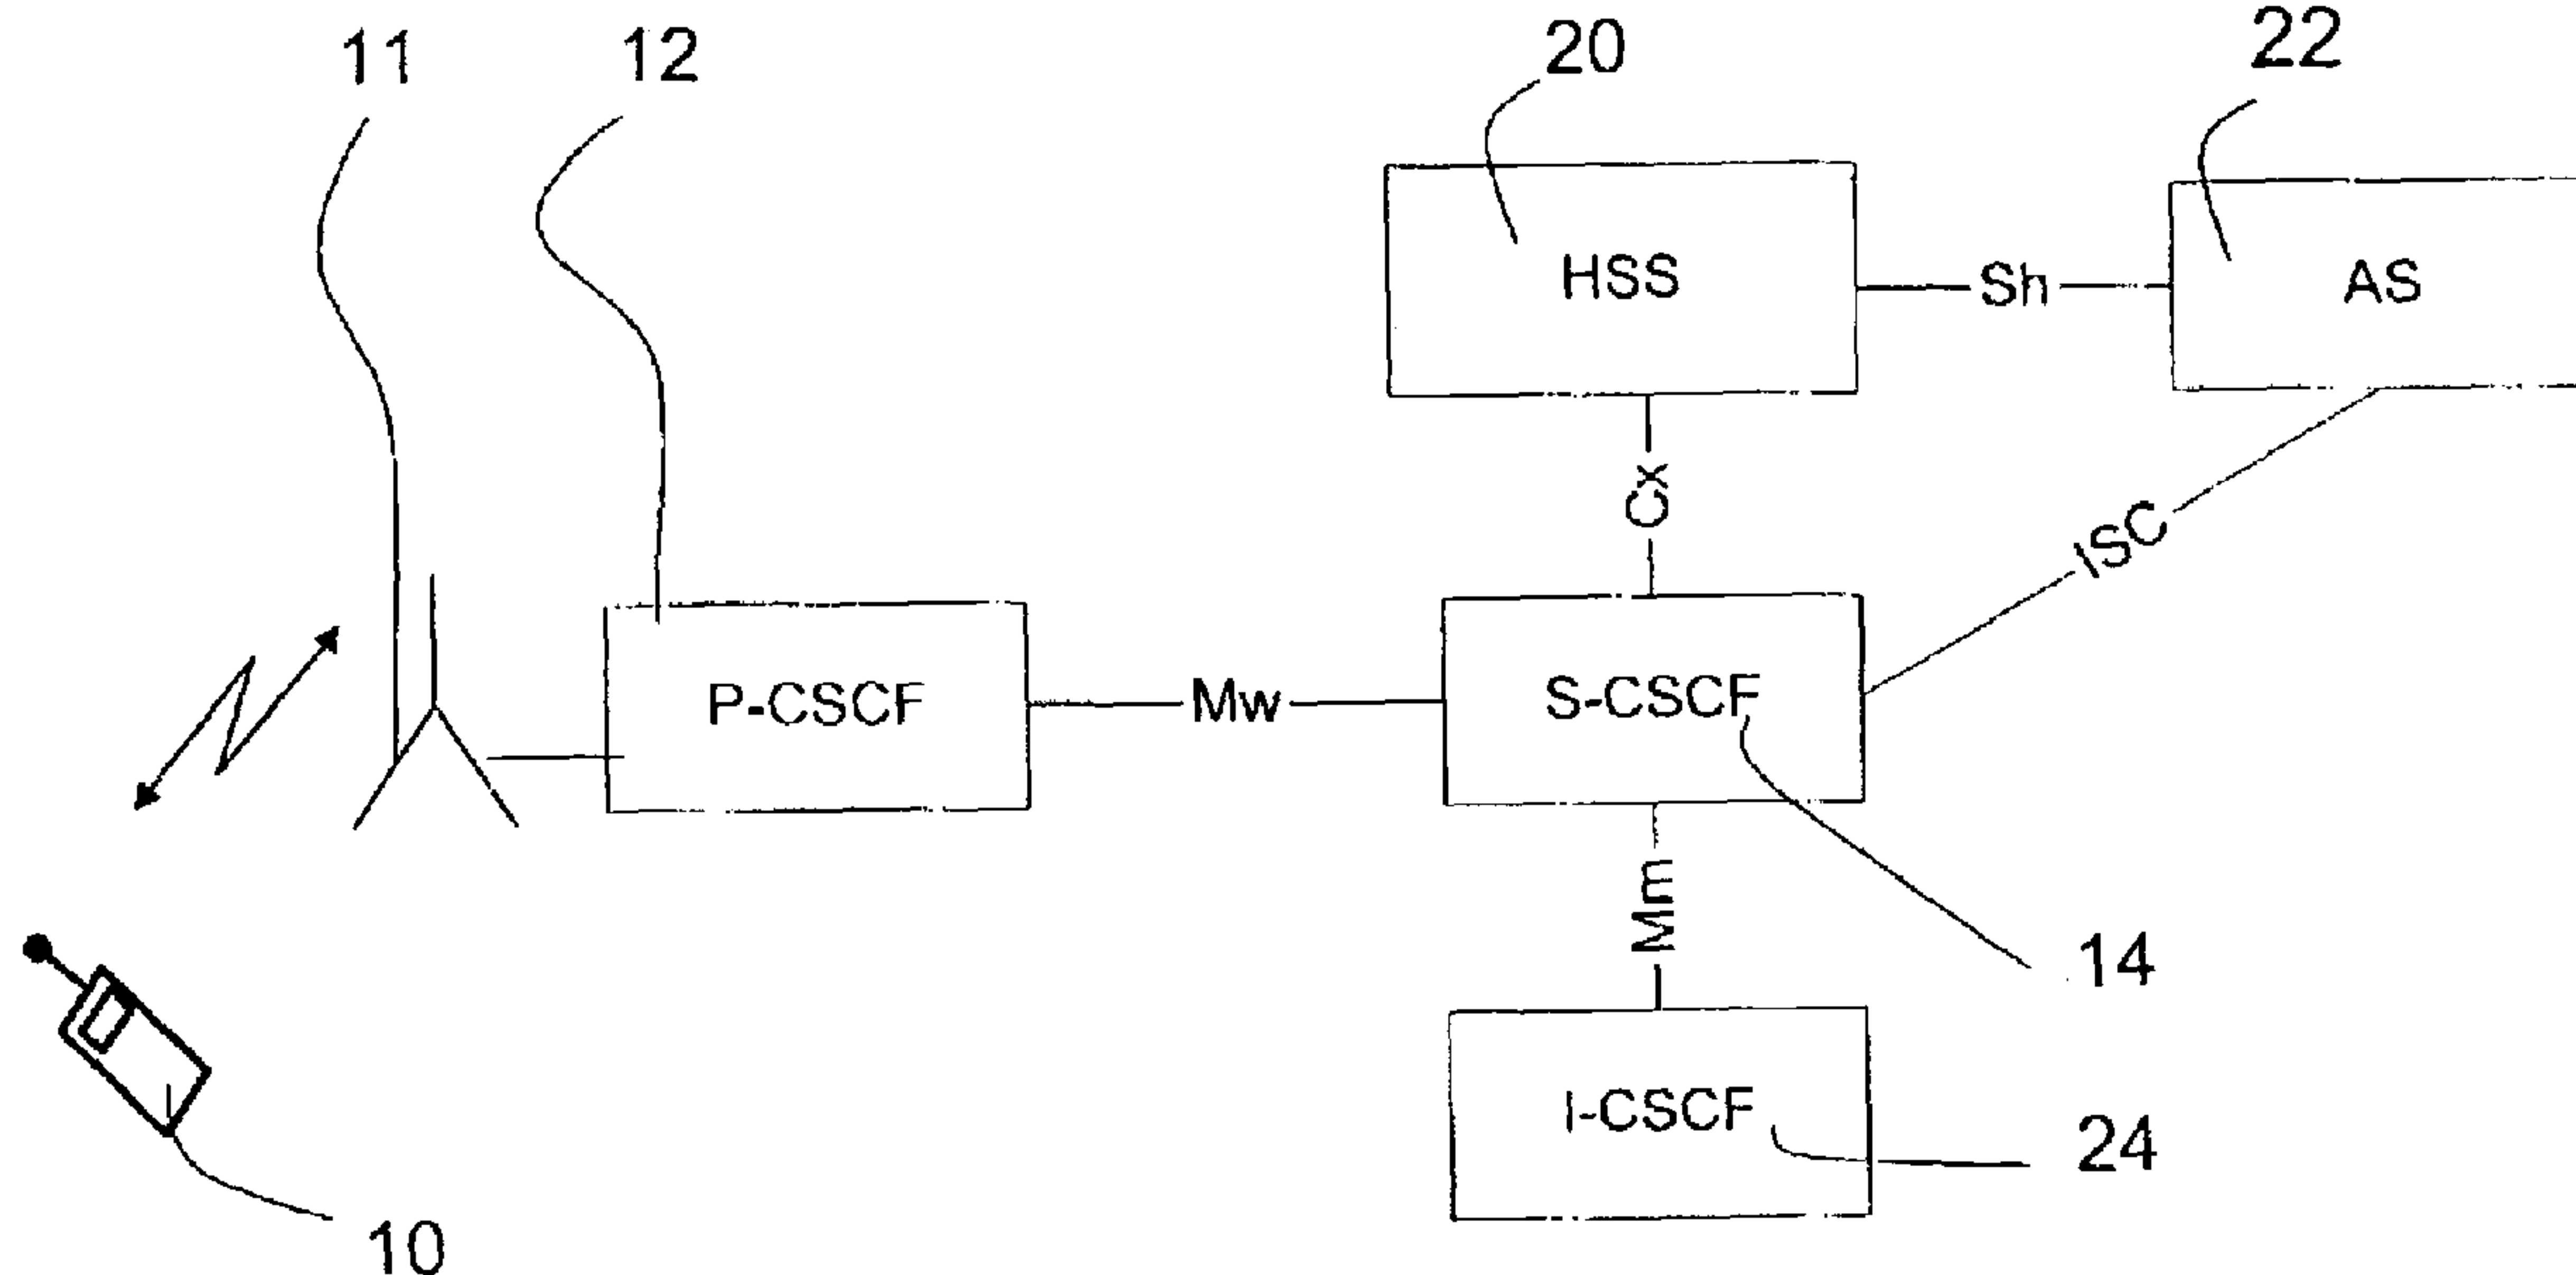 11
12
20
22
HSS
Sh
AS
Cx
ISC
P-CSCF
Mw
S-CSCF
Mm
14
I-CSCF
24
10